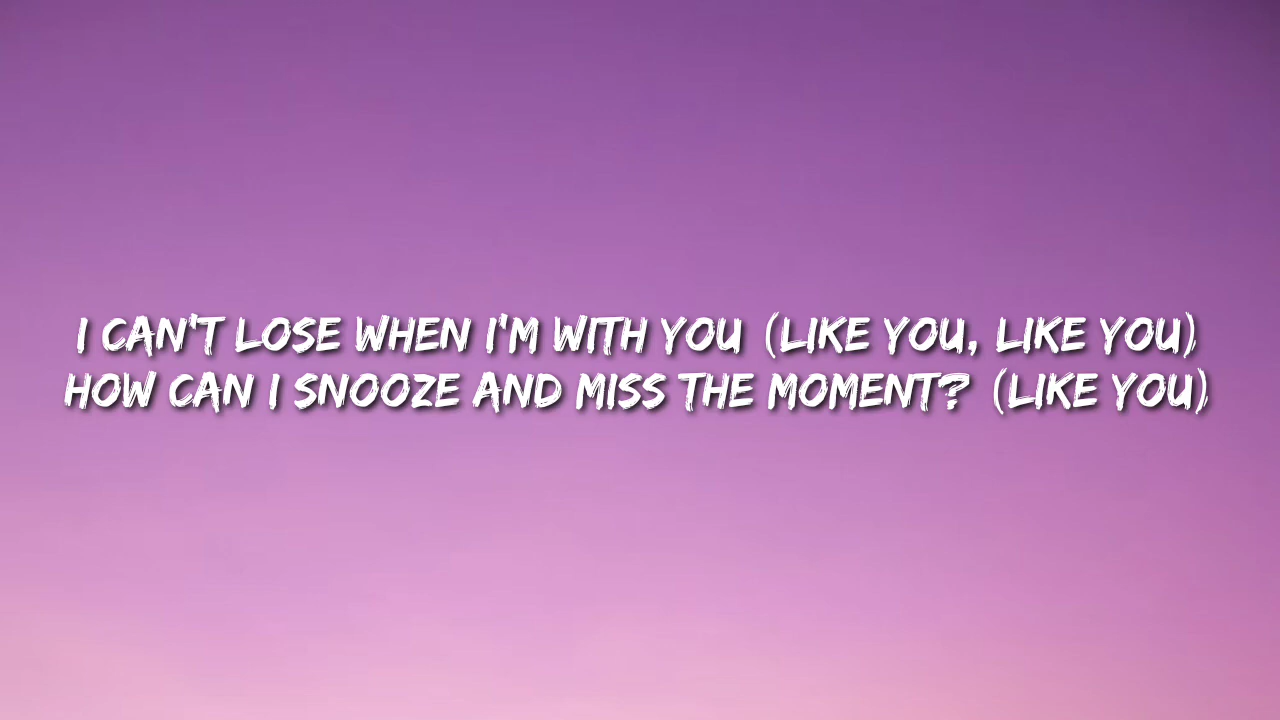 I CAN'T LOSE WHEN I'M WITH YOU (LIKE YOU, LIKE YOU)
HOW CAN I SNOOZE AND MISS THE MOMENT? (LIKE YOU)